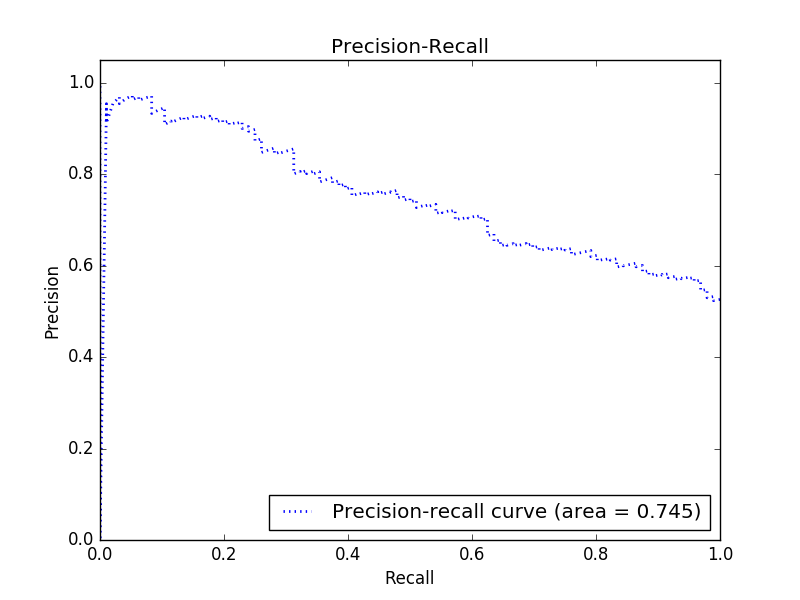 Precision-Recall
1.0
0.8
0.6
0.4
0.2
0.0
Precision
0.0 0.2 0.4 0.6 0.8 1.0
Recall
Precision-recall curve (area = 0.745)